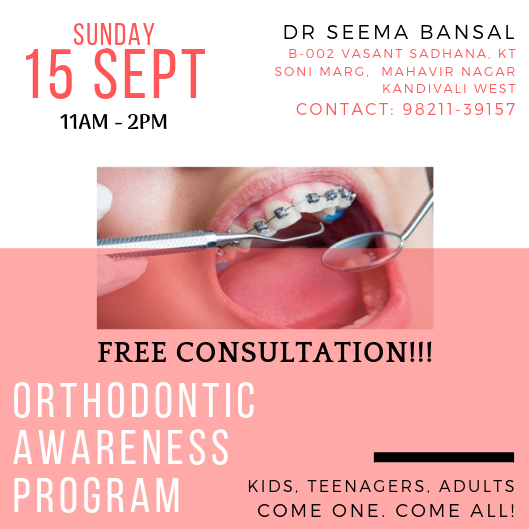 SUNDAY
15 SEPT
11AM - 2PM
DR SEEMA BANSAL
B-002 VASANT SADHANA, KT
SONI MARG, MAHAVIR NAGAR
KANDIVALI WEST
CONTACT: 98211-39157
FREE CONSULTATION!!!
ORTHODONTIC
AWARENESS
PROGRAM
KIDS, TEENAGERS, ADULTS
COME ONE. COME ALL!